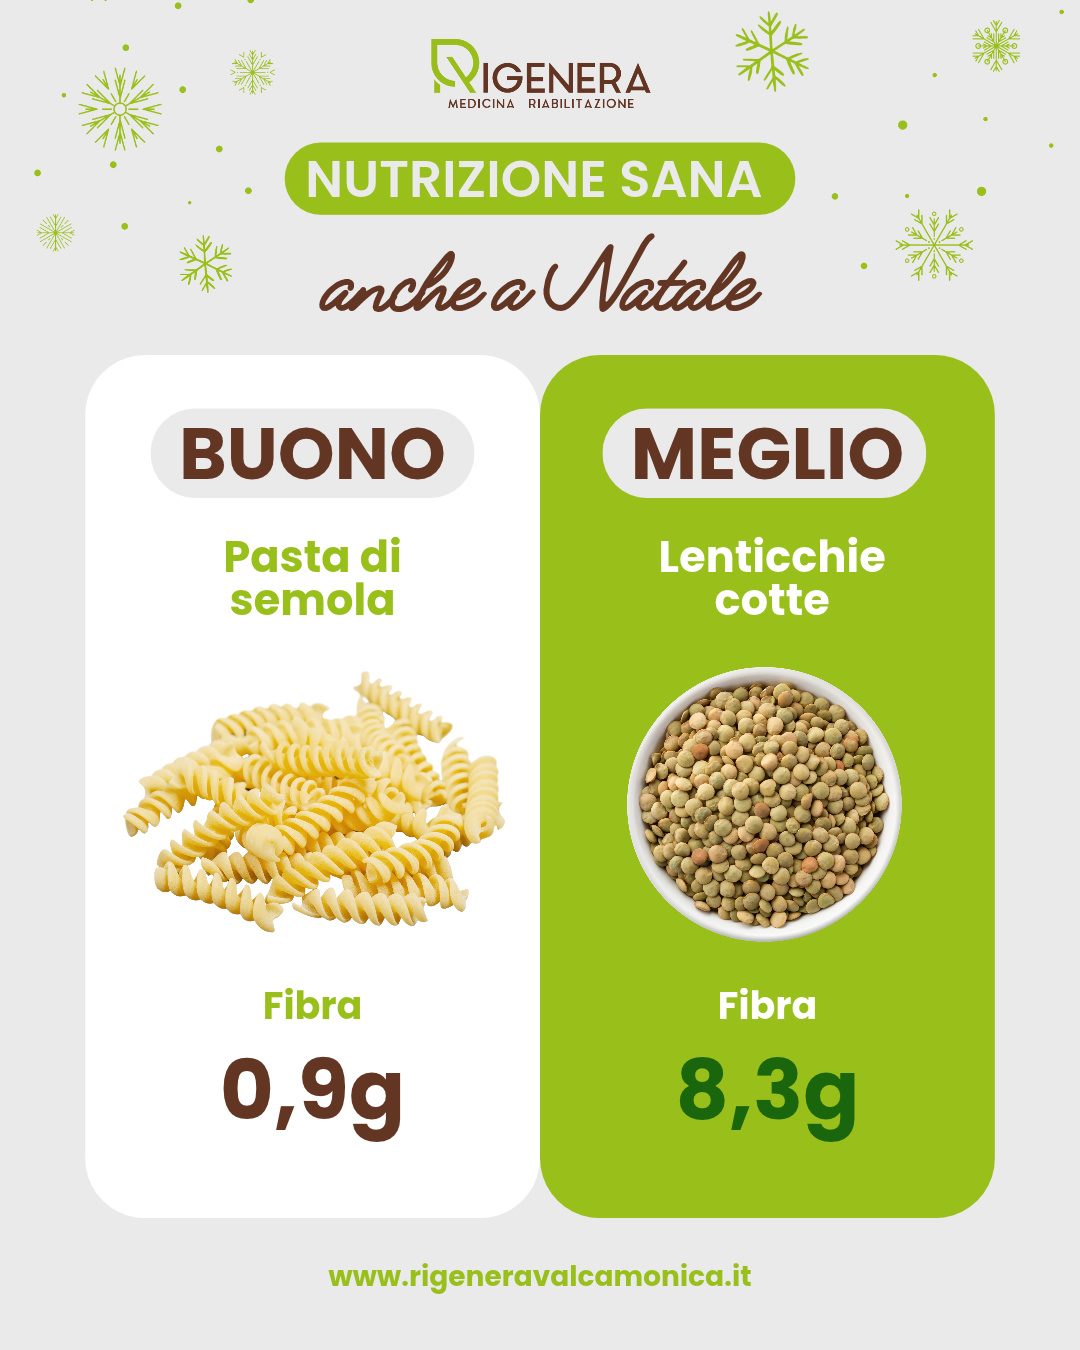 RIGENERA
MEDICINA RIABILITAZIONE
NUTRIZIONE SANA
anche a Natale
BUONO
Pasta di
semola
Fibra
0,9g
MEGLIO
Lenticchie
cotte
Fibra
8,3g
www.rigeneravalcamonica.it